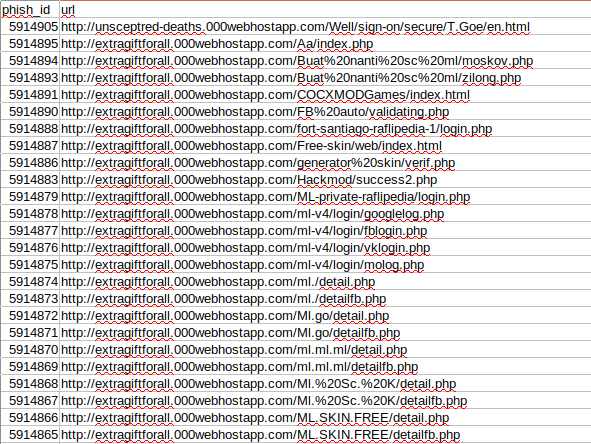 phish_id url
5914905 http://unsceptred-deaths.000webhostapp.com/Well/sign-on/secure/T.Goe/en.html
5914895 http://extragiftforall.000webhostapp.com/Aa/index.php
5914894 http://extragiftforall.000webhostapp.com/Buat%20nanti%20sc%20ml/moskov.php
5914893 http://extragiftforall.000webhostapp.com/Buat%20nanti%20sc%20ml/zilong.php
5914891 http://extragiftforall.000webhostapp.com/COCXMODGames/index.html
5914890 http://extragiftforall.000webhostapp.com/FB%20auto/validating.php
5914888 http://extragiftforall.000webhostapp.com/fort-santiago-raflipedia-1/login.php
5914887 http://extragiftforall.000webhostapp.com/Free-skin/web/index.html
5914886 http://extragiftforall.000webhostapp.com/generator%20skin/verif.php
5914883 http://extragiftforall.000webhostapp.com/Hackmod/success2.php
5914879 http://extragiftforall.000webhostapp.com/ML-private-raflipedia/login.php
5914878 http://extragiftforall.000webhostapp.com/ml-v4/login/googlelog.php
5914877 http://extragiftforall.000webhostapp.com/ml-v4/login/fblogin.php
5914876 http://extragiftforall.000webhostapp.com/ml-v4/login/vklogin.php
5914875 http://extragiftforall.000webhostapp.com/ml-v4/login/molog.php
5914874 http://extragiftforall.000webhostapp.com/ml./detail.php
5914873 http://extragiftforall.000webhostapp.com/ml./detailfb.php
5914872 http://extragiftforall.000webhostapp.com/Ml.go/detail.php
5914871 http://extragiftforall.000webhostapp.com/Ml.go/detailfb.php
5914870 http://extragiftforall.000webhostapp.com/ml.ml.ml/detail.php
5914869 http://extragiftforall.000webhostapp.com/ml.ml.ml/detailfb.php
5914868 http://extragiftforall.000webhostapp.com/Ml.%20Sc.%20K/detail.php
5914867 http://extragiftforall.000webhostapp.com/Ml.%20Sc.%20K/detailfb.php
5914866 http://extragiftforall.000webhostapp.com/ML.SKIN.FREE/detail.php
5914865 http://extragiftforall.000webhostapp.com/ML.SKIN.FREE/detailfb.php